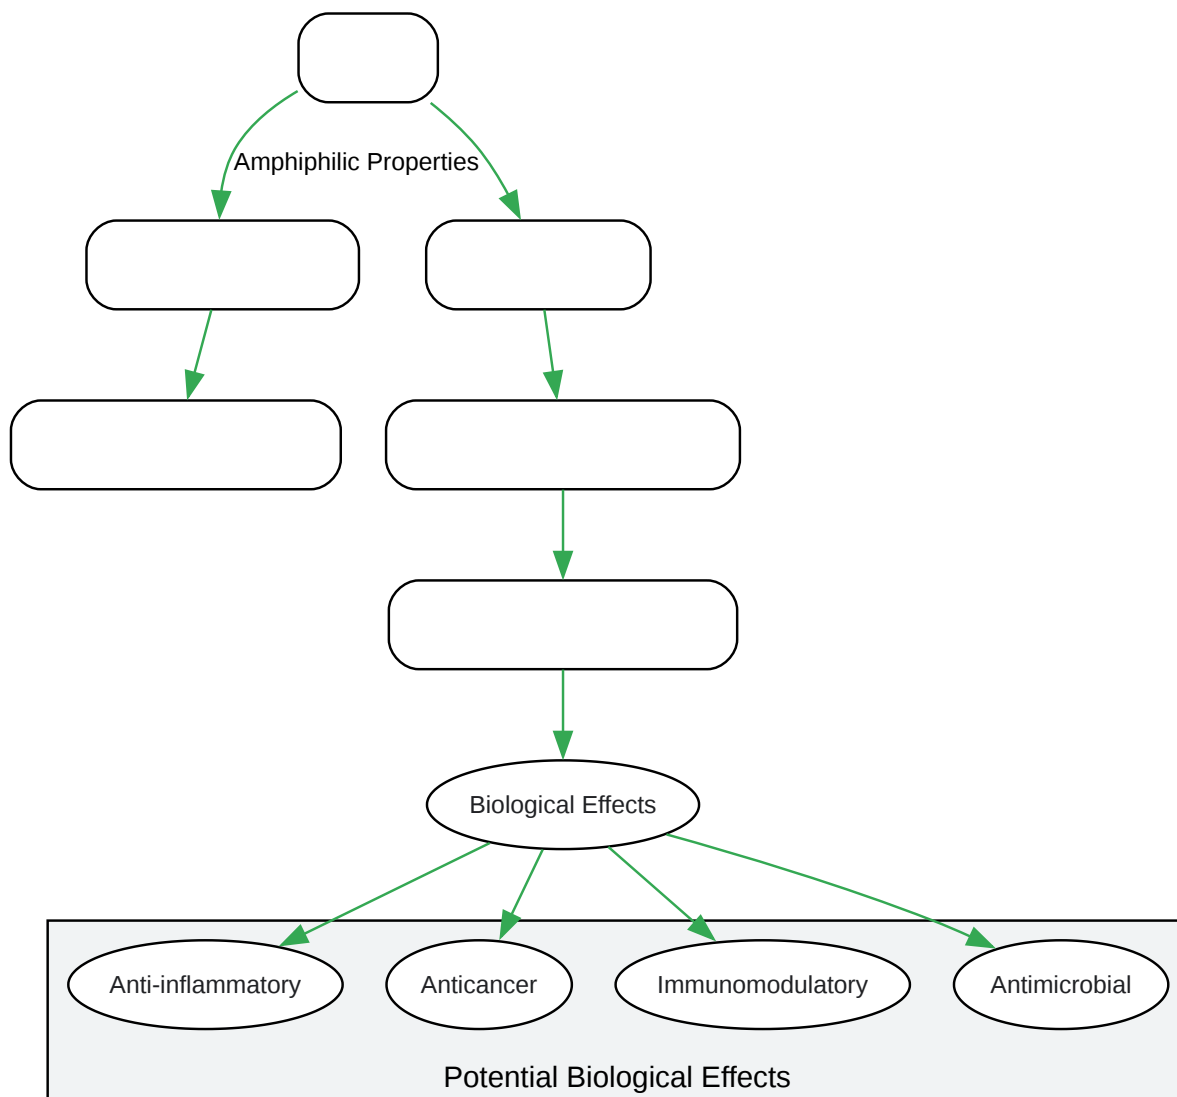 Amphiphilic Properties
Biological Effects
Anti-inflammatory
Anticancer
Immunomodulatory
Antimicrobial
Potential Biological Effects